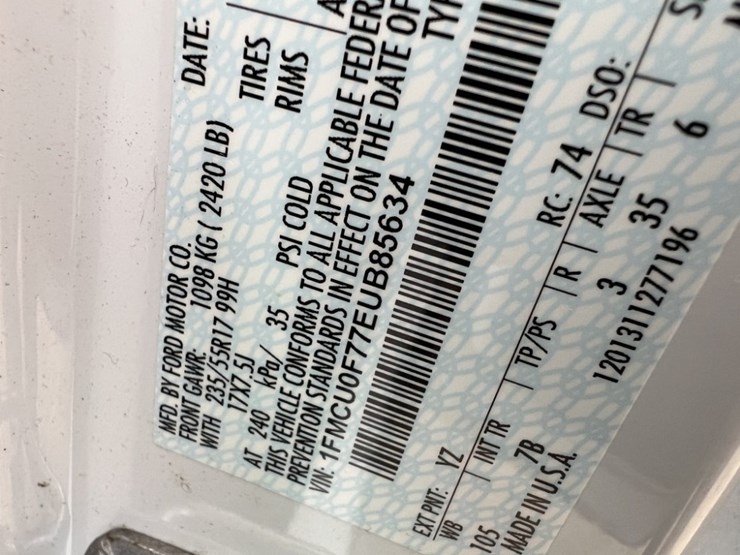 MFD. BY FORD MOTOR CO.
DATE:
FRONT GAWR: 1098 KG ( 2420 LB)
WITH 235/55R17 99H TIRES
17X7.5J RIMS
AT 240 kPa/ 35 PSI COLD A
THIS VEHICLE CONFORMS TO ALL APPLICABLE FEDER
PREVENTION STANDARDS IN EFFECT ON THE DATE OF
VIN: 1FMCU0F77EUB85634 TY
EXT PNT: YZ RC: 74 DSO:
WB INT TR TP/PS R AXLE TR S
105 7B 3 35 6
MADE IN U.S.A. 1201311277196